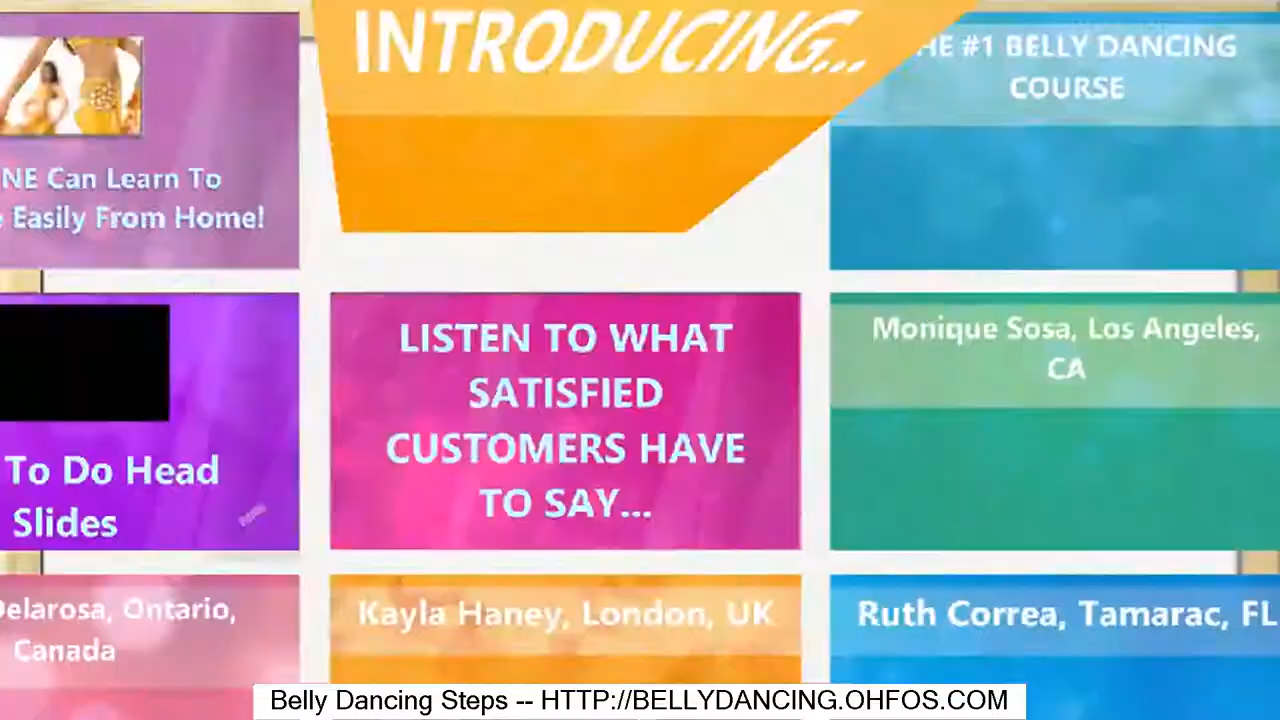 INTRODUCING...
HE #1 BELLY DANCING
COURSE
NE Can Learn To
Easily From Home!
LISTEN TO WHAT
SATISFIED
CUSTOMERS HAVE
TO SAY...
Monique Sosa, Los Angeles,
CA
To Do Head
Slides
Delarosa, Ontario,
Canada
Kayla Haney, London, UK
Ruth Correa, Tamarac, FL
Belly Dancing Steps -- HTTP://BELLYDANCING.OHFOS.COM